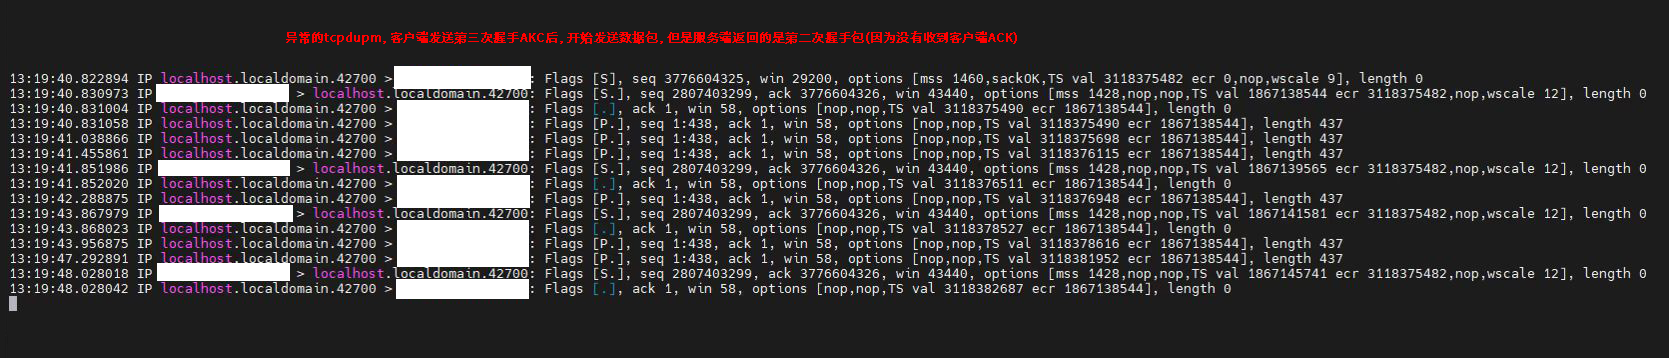 异常的tcpdupm, 客户端发送第三次握手AKC后, 开始发送数据包, 但是服务端返回的是第二次握手包(因为没有收到客户端ACK)
13:19:40.822894 IP localhost.localdomain.42700 > : Flags [S], seq 3776604325, win 29200, options [mss 1460,sackOK,TS val 3118375482 ecr 0,nop,wscale 9], length 0
13:19:40.830973 IP > localhost.localdomain.42700: Flags [S.], seq 2807403299, ack 3776604326, win 43440, options [mss 1428,nop,nop,TS val 1867138544 ecr 3118375482,nop,wscale 12], length 0
13:19:40.831004 IP localhost.localdomain.42700 > : Flags [.], ack 1, win 58, options [nop,nop,TS val 3118375490 ecr 1867138544], length 0
13:19:40.831058 IP localhost.localdomain.42700 > : Flags [P.], seq 1:438, ack 1, win 58, options [nop,nop,TS val 3118375490 ecr 1867138544], length 437
13:19:41.038866 IP localhost.localdomain.42700 > : Flags [P.], seq 1:438, ack 1, win 58, options [nop,nop,TS val 3118375698 ecr 1867138544], length 437
13:19:41.455861 IP localhost.localdomain.42700 > : Flags [P.], seq 1:438, ack 1, win 58, options [nop,nop,TS val 3118376115 ecr 1867138544], length 437
13:19:41.851986 IP > localhost.localdomain.42700: Flags [S.], seq 2807403299, ack 3776604326, win 43440, options [mss 1428,nop,nop,TS val 1867139565 ecr 3118375482,nop,wscale 12], length 0
13:19:41.852020 IP localhost.localdomain.42700 > : Flags [.], ack 1, win 58, options [nop,nop,TS val 3118376511 ecr 1867138544], length 0
13:19:42.288875 IP localhost.localdomain.42700 > : Flags [P.], seq 1:438, ack 1, win 58, options [nop,nop,TS val 3118376948 ecr 1867138544], length 437
13:19:43.867979 IP > localhost.localdomain.42700: Flags [S.], seq 2807403299, ack 3776604326, win 43440, options [mss 1428,nop,nop,TS val 1867141581 ecr 3118375482,nop,wscale 12], length 0
13:19:43.868023 IP localhost.localdomain.42700 > : Flags [.], ack 1, win 58, options [nop,nop,TS val 3118378527 ecr 1867138544], length 0
13:19:43.956875 IP localhost.localdomain.42700 > : Flags [P.], seq 1:438, ack 1, win 58, options [nop,nop,TS val 3118378616 ecr 1867138544], length 437
13:19:47.292891 IP localhost.localdomain.42700 > : Flags [P.], seq 1:438, ack 1, win 58, options [nop,nop,TS val 3118381952 ecr 1867138544], length 437
13:19:48.028018 IP > localhost.localdomain.42700: Flags [S.], seq 2807403299, ack 3776604326, win 43440, options [mss 1428,nop,nop,TS val 1867145741 ecr 3118375482,nop,wscale 12], length 0
13:19:48.028042 IP localhost.localdomain.42700 > : Flags [.], ack 1, win 58, options [nop,nop,TS val 3118382687 ecr 1867138544], length 0